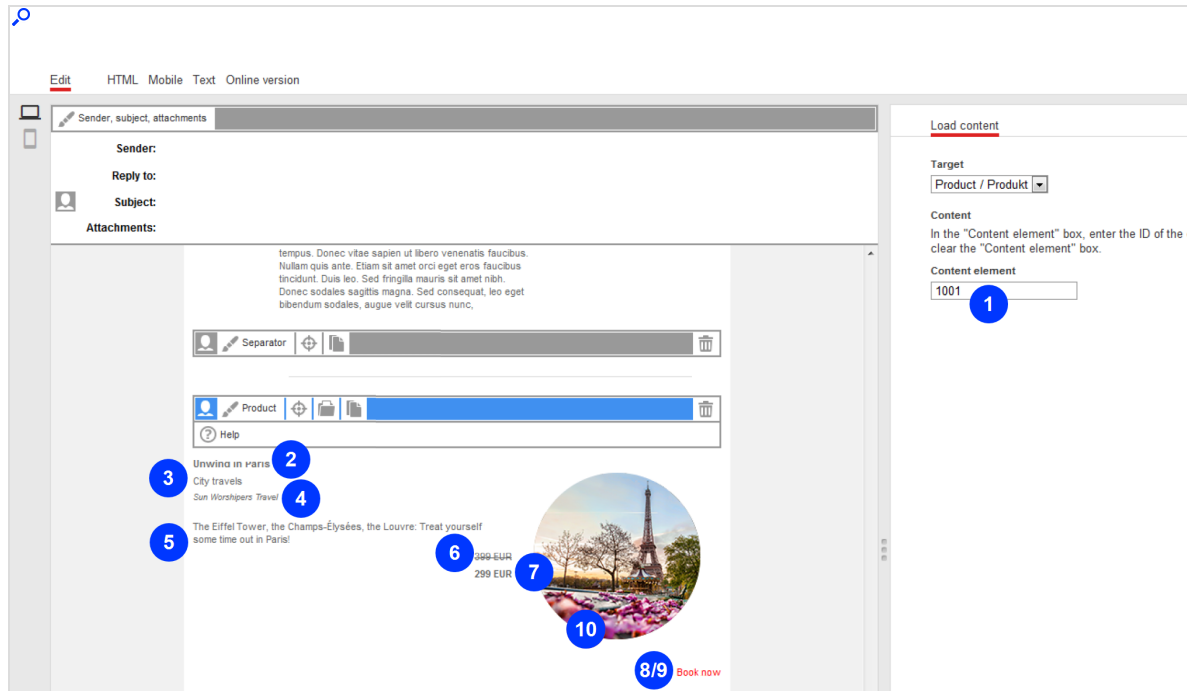 Edit HTML Mobile Text Online version
Sender, subject, attachments
Sender:
Reply to:
Subject:
Attachments:
tempus. Donec vitae sapien ut libero venenatis faucibus.
Nullam quis ante. Etiam sit amet orci eget eros faucibus
tincidunt. Duis leo. Sed fringilla mauris sit amet nibh.
Donec sodales sagittis magna. Sed consequat, leo eget
bibendum sodales, augue velit cursus nunc,
Separator
Product
? Help
Unwind in Paris 2
3 City travels
Sun Worshipers Travel 4
The Eiffel Tower, the Champs-Élysées, the Louvre: Treat yourself
5 some time out in Paris!
6 399 EUR
299 EUR 7
10
8/9 Book now
Load content
Target
Product / Produkt
Content
In the "Content element" box, enter the ID of the
clear the "Content element" box.
Content element
1001
1